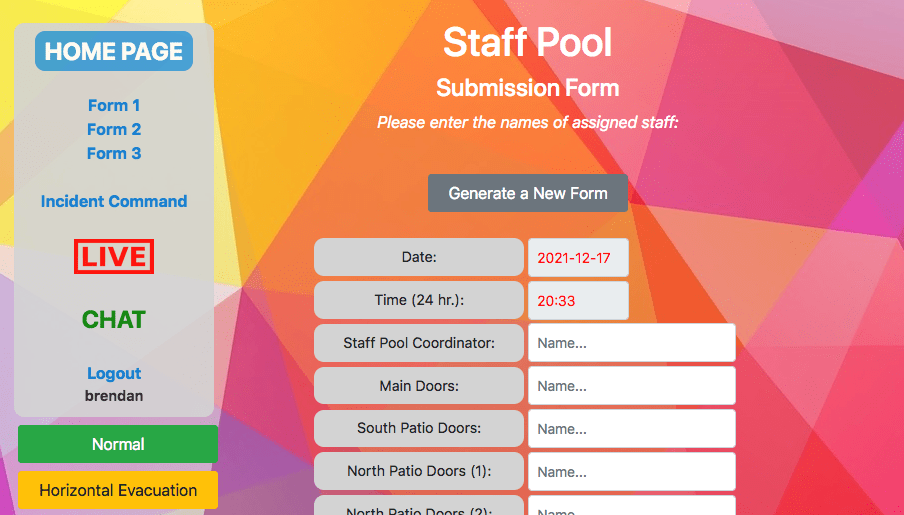 HOME PAGE
Form 1
Form 2
Form 3
Incident Command
LIVE
CHAT
Logout
brendan
Normal
Horizontal Evacuation
Staff Pool
Submission Form
Please enter the names of assigned staff:
Generate a New Form
Date: 2021-12-17
Time (24 hr.): 20:33
Staff Pool Coordinator: Name...
Main Doors: Name...
South Patio Doors: Name...
North Patio Doors (1): Name...
North Patio Doors (2): Name...